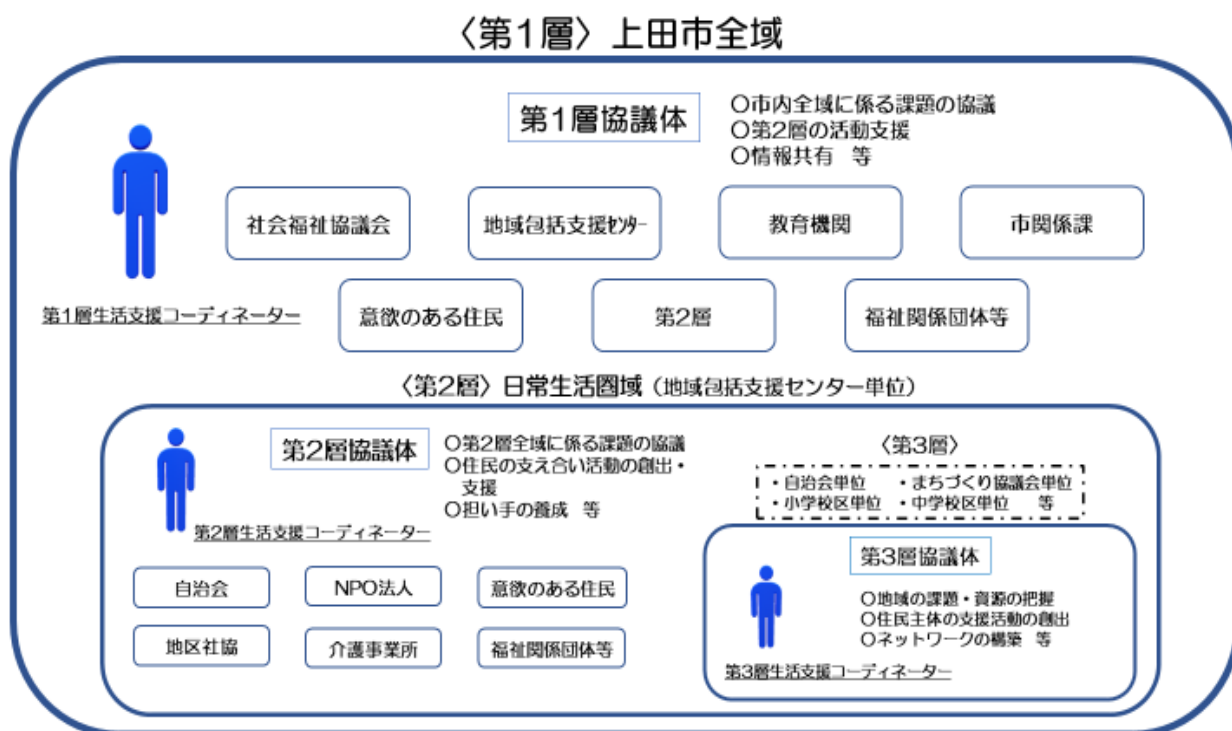 〈第1層〉上田市全域
第1層協議体
〇市内全域に係る課題の協議
〇第2層の活動支援
〇情報共有 等
社会福祉協議会
地域包括支援ｾﾝﾀｰ
教育機関
市関係課
第1層生活支援コーディネーター
意欲のある住民
第2層
福祉関係団体等
〈第2層〉日常生活圏域（地域包括支援センター単位）
第2層協議体
〇第2層全域に係る課題の協議
〇住民の支え合い活動の創出・
支援
〇担い手の養成 等
第2層生活支援コーディネーター
自治会
NPO法人
意欲のある住民
地区社協
介護事業所
福祉関係団体等
〈第3層〉
・自治会単位 ・まちづくり協議会単位
・小学校区単位 ・中学校区単位 等
第3層協議体
〇地域の課題・資源の把握
〇住民主体の支援活動の創出
〇ネットワークの構築 等
第3層生活支援コーディネーター